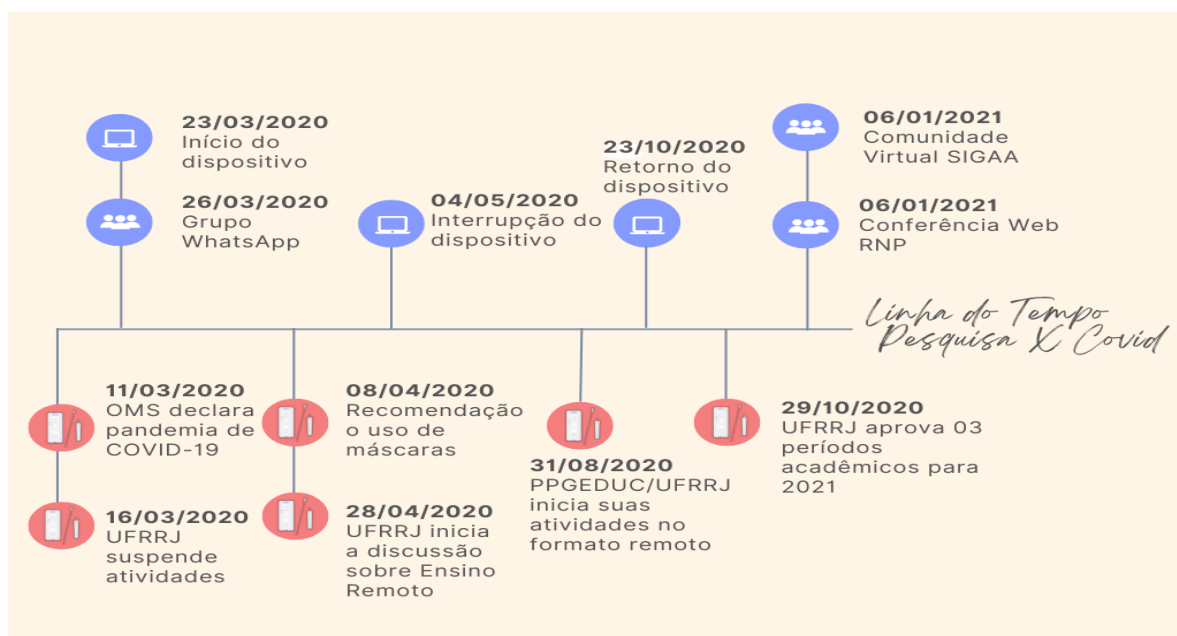 23/03/2020
Início do
dispositivo
26/03/2020
Grupo
WhatsApp
04/05/2020
Interrupção do
dispositivo
23/10/2020
Retorno do
dispositivo
06/01/2021
Comunidade
Virtual SIGAA
06/01/2021
Conferência Web
RNP
Linha do Tempo
Pesquisa X Covid
11/03/2020
OMS declara
pandemia de
COVID-19
16/03/2020
UFRRJ
suspende
atividades
08/04/2020
Recomendação
o uso de
máscaras
28/04/2020
UFRRJ inicia
a discussão
sobre Ensino
Remoto
31/08/2020
PPGEDUC/UFRRJ
inicia suas
atividades no
formato remoto
29/10/2020
UFRRJ aprova 03
períodos
acadêmicos para
2021